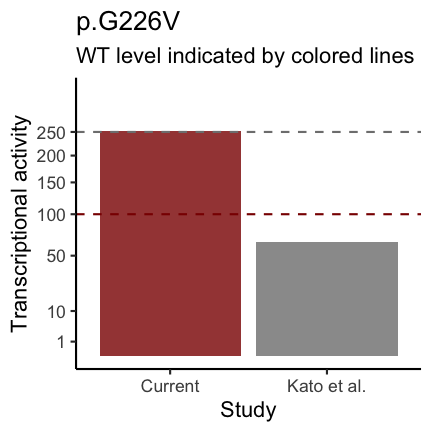 p.G226V
WT level indicated by colored lines
Transcriptional activity
250
200
150
100
50
10
1
Current
Kato et al.
Study